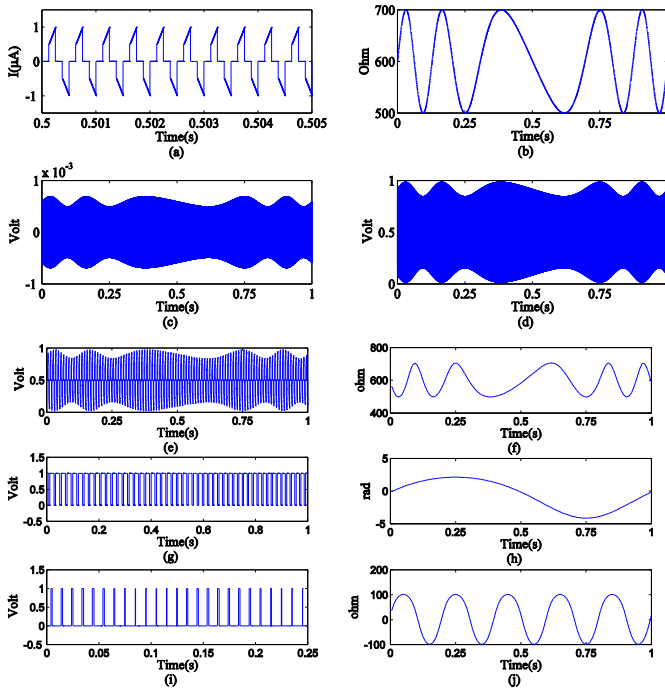 1
0
-1
I(µA)
0.5 0.501 0.502 0.503 0.504 0.505
Time(s)
(a)
700
600
500
Ohm
0 0.25 0.5 0.75 1
Time(s)
(b)
x 10⁻³
1
0
-1
Volt
0 0.25 0.5 0.75 1
Time(s)
(c)
1
0.5
0
Volt
0 0.25 0.5 0.75 1
Time(s)
(d)
1
0.5
0
Volt
0 0.25 0.5 0.75 1
Time(s)
(e)
800
600
400
ohm
0 0.25 0.5 0.75 1
Time(s)
(f)
1.5
1
0.5
0
-0.5
Volt
0 0.2 0.4 0.6 0.8 1
Time(s)
(g)
5
0
-5
rad
0 0.25 0.5 0.75 1
Time(s)
(h)
1.5
1
0.5
0
-0.5
Volt
0 0.05 0.1 0.15 0.2 0.25
Time(s)
(i)
200
100
0
-100
ohm
0 0.25 0.5 0.75 1
Time(s)
(j)